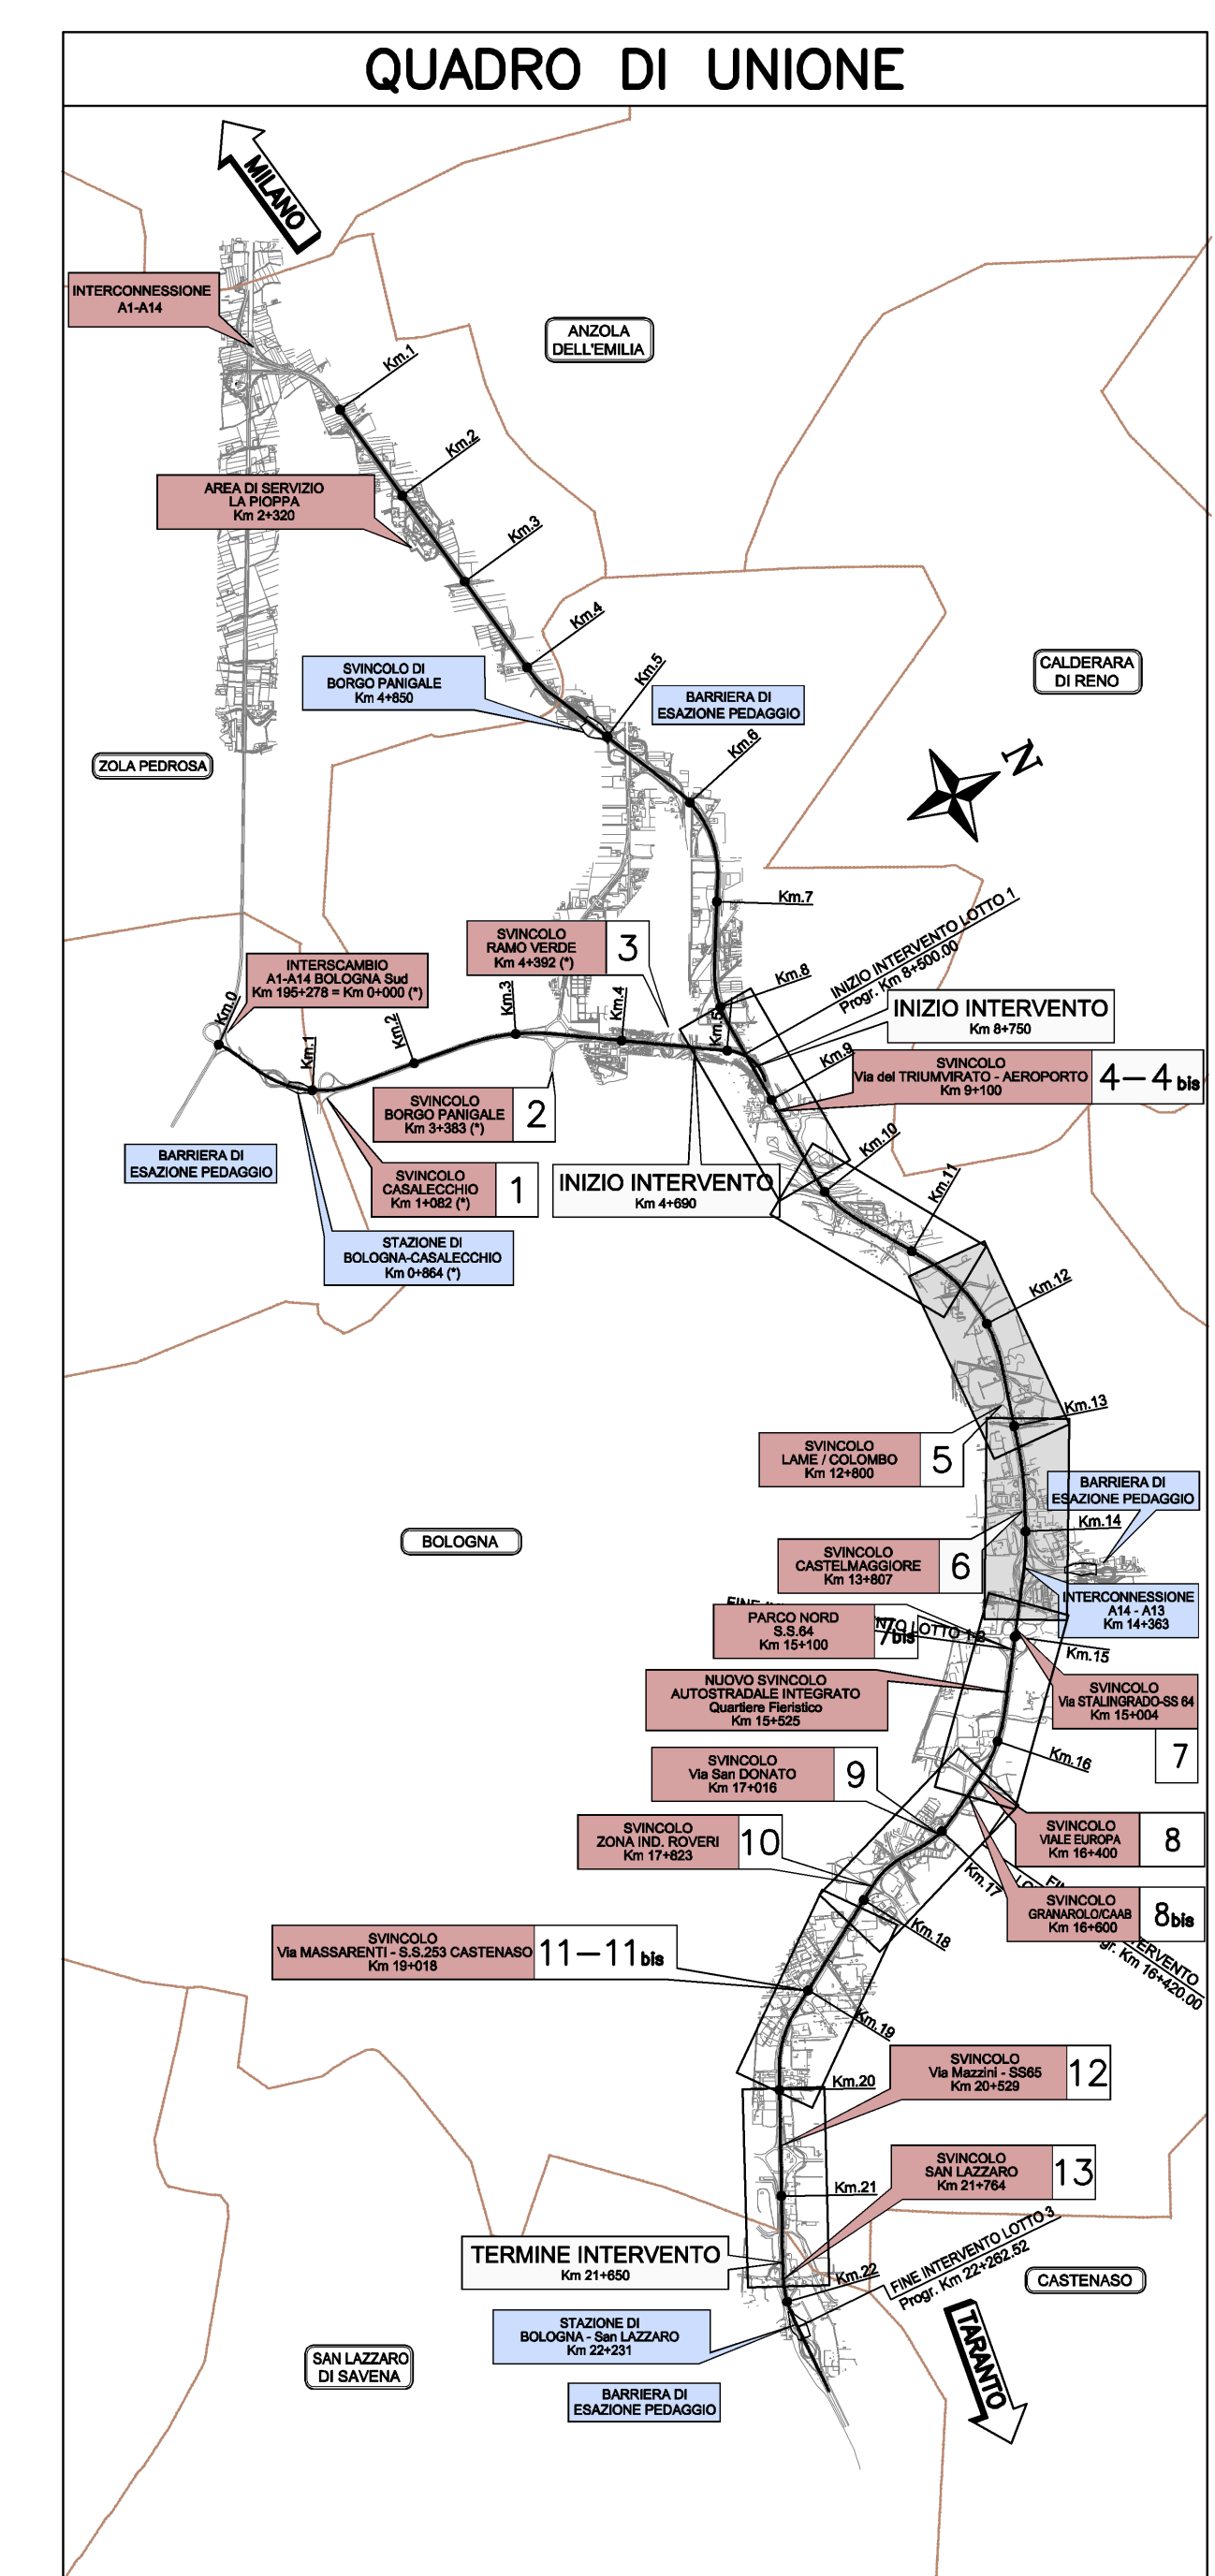 QUADRO DI UNIONE
MILANO
INTERCONNESSIONE
A1-A14
ANZOLA
DELL'EMILIA
Km.1
Km.2
AREA DI SERVIZIO
LA PIOPPA
Km 2+320
Km.3
Km.4
SVINCOLO DI
BORGO PANIGALE
Km 4+850
Km.5
BARRIERA DI
ESAZIONE PEDAGGIO
CALDERARA
DI RENO
Km.6
ZOLA PEDROSA
N
Km.7
SVINCOLO
RAMO VERDE
Km 4+392 (*)
3
INIZIO INTERVENTO LOTTO 1
Progr. Km 8+500.00
INTERSCAMBIO
A1-A14 BOLOGNA Sud
Km 195+278 = Km 0+000 (*)
Km.0
Km.1
Km.2
Km.3
Km.4
Km.5
Km.8
INIZIO INTERVENTO
Km 8+750
Km.9
SVINCOLO
Via del TRIUMVIRATO - AEROPORTO
Km 9+100
4-4 bis
SVINCOLO
BORGO PANIGALE
Km 3+383 (*)
2
BARRIERA DI
ESAZIONE PEDAGGIO
SVINCOLO
CASALECCHIO
Km 1+082 (*)
1
INIZIO INTERVENTO
Km 4+690
Km.10
Km.11
STAZIONE DI
BOLOGNA-CASALECCHIO
Km 0+864 (*)
Km.12
Km.13
SVINCOLO
LAME / COLOMBO
Km 12+800
5
BARRIERA DI
ESAZIONE PEDAGGIO
Km.14
BOLOGNA
SVINCOLO
CASTELMAGGIORE
Km 13+807
6
INTERCONNESSIONE
A14 - A13
Km 14+363
PARCO NORD
S.S.64
Km 15+100
7bis
LOTTO 1-2
Km.15
NUOVO SVINCOLO
AUTOSTRADALE INTEGRATO
Quartiere Fieristico
Km 15+525
SVINCOLO
Via STALINGRADO-SS 64
Km 15+004
7
Km.16
SVINCOLO
Via San DONATO
Km 17+016
9
SVINCOLO
VIALE EUROPA
Km 16+400
8
SVINCOLO
ZONA IND. ROVERI
Km 17+823
10
Km.17
SVINCOLO
GRANAROLO/CAAB
Km 16+600
8bis
Km 16+420.00
Km.18
SVINCOLO
Via MASSARENTI - S.S.253 CASTENASO
Km 19+018
11-11bis
Km.19
SVINCOLO
Via Mazzini - SS65
Km 20+529
12
Km.20
SVINCOLO
SAN LAZZARO
Km 21+764
13
Km.21
TERMINE INTERVENTO
Km 21+650
Km.22
FINE INTERVENTO LOTTO 3
Progr. Km 22+262.52
CASTENASO
STAZIONE DI
BOLOGNA - San LAZZARO
Km 22+231
SAN LAZZARO
DI SAVENA
TARANTO
BARRIERA DI
ESAZIONE PEDAGGIO